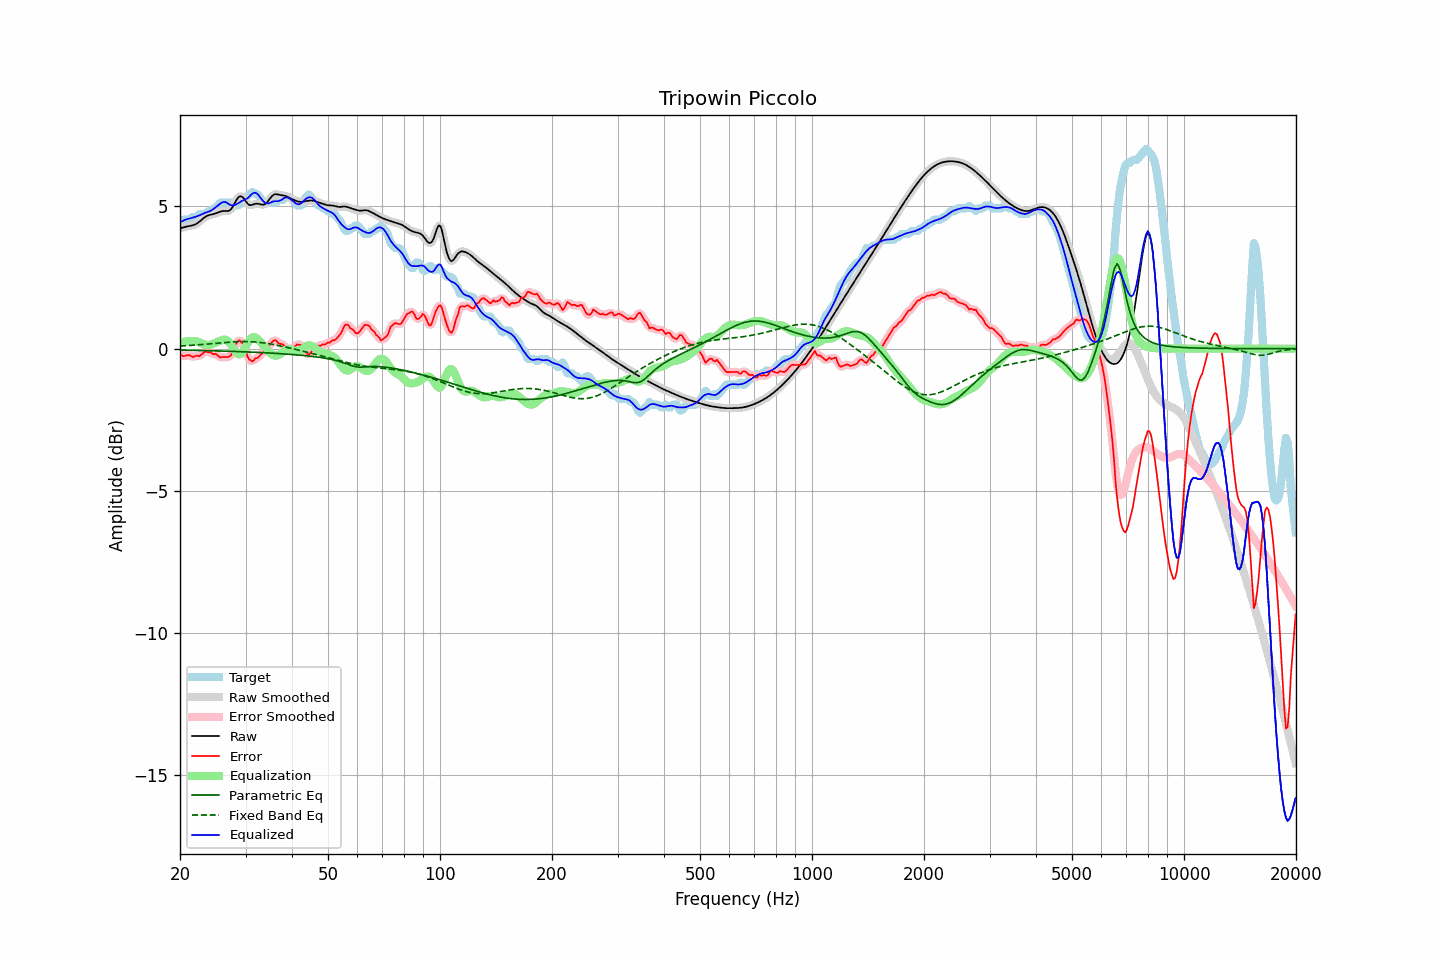 Tripowin Piccolo
Amplitude (dBr)
5
0
−5
−10
−15
Target
Raw Smoothed
Error Smoothed
Raw
Error
Equalization
Parametric Eq
Fixed Band Eq
Equalized
20 50 100 200 500 1000 2000 5000 10000 20000
Frequency (Hz)